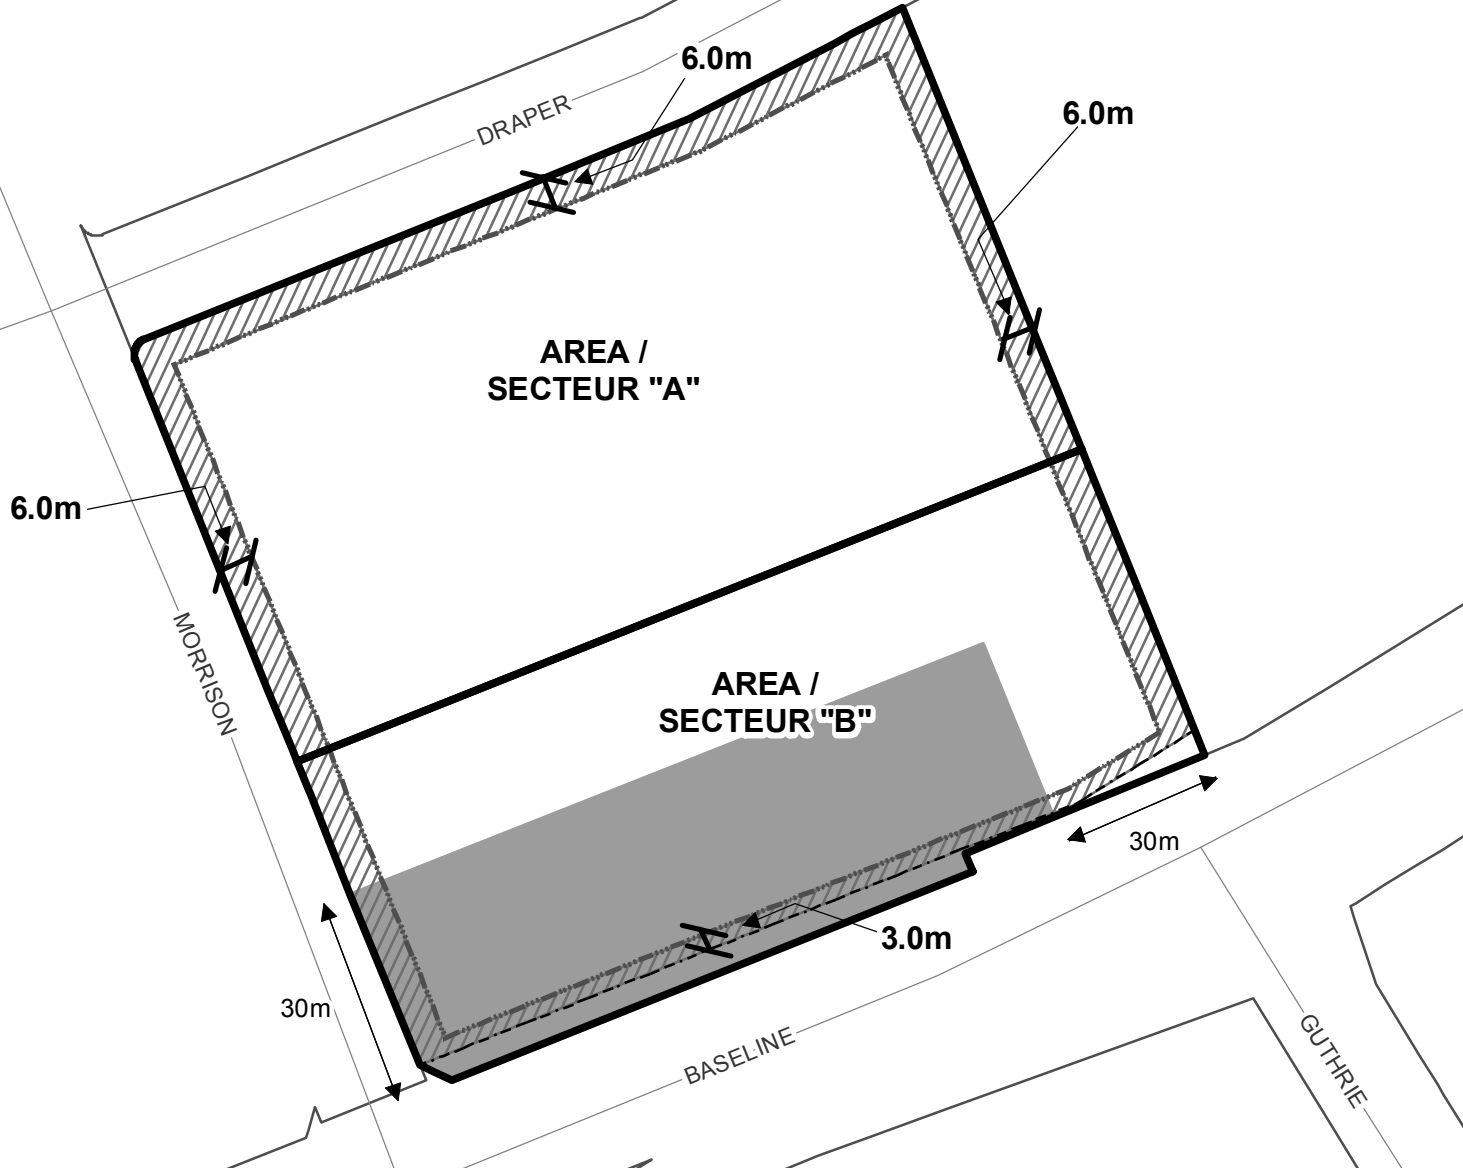 6.0m
DRAPER
6.0m
AREA /
SECTEUR "A"
6.0m
MORRISON
AREA /
SECTEUR "B"
30m
3.0m
30m
BASELINE
GUTHRIE